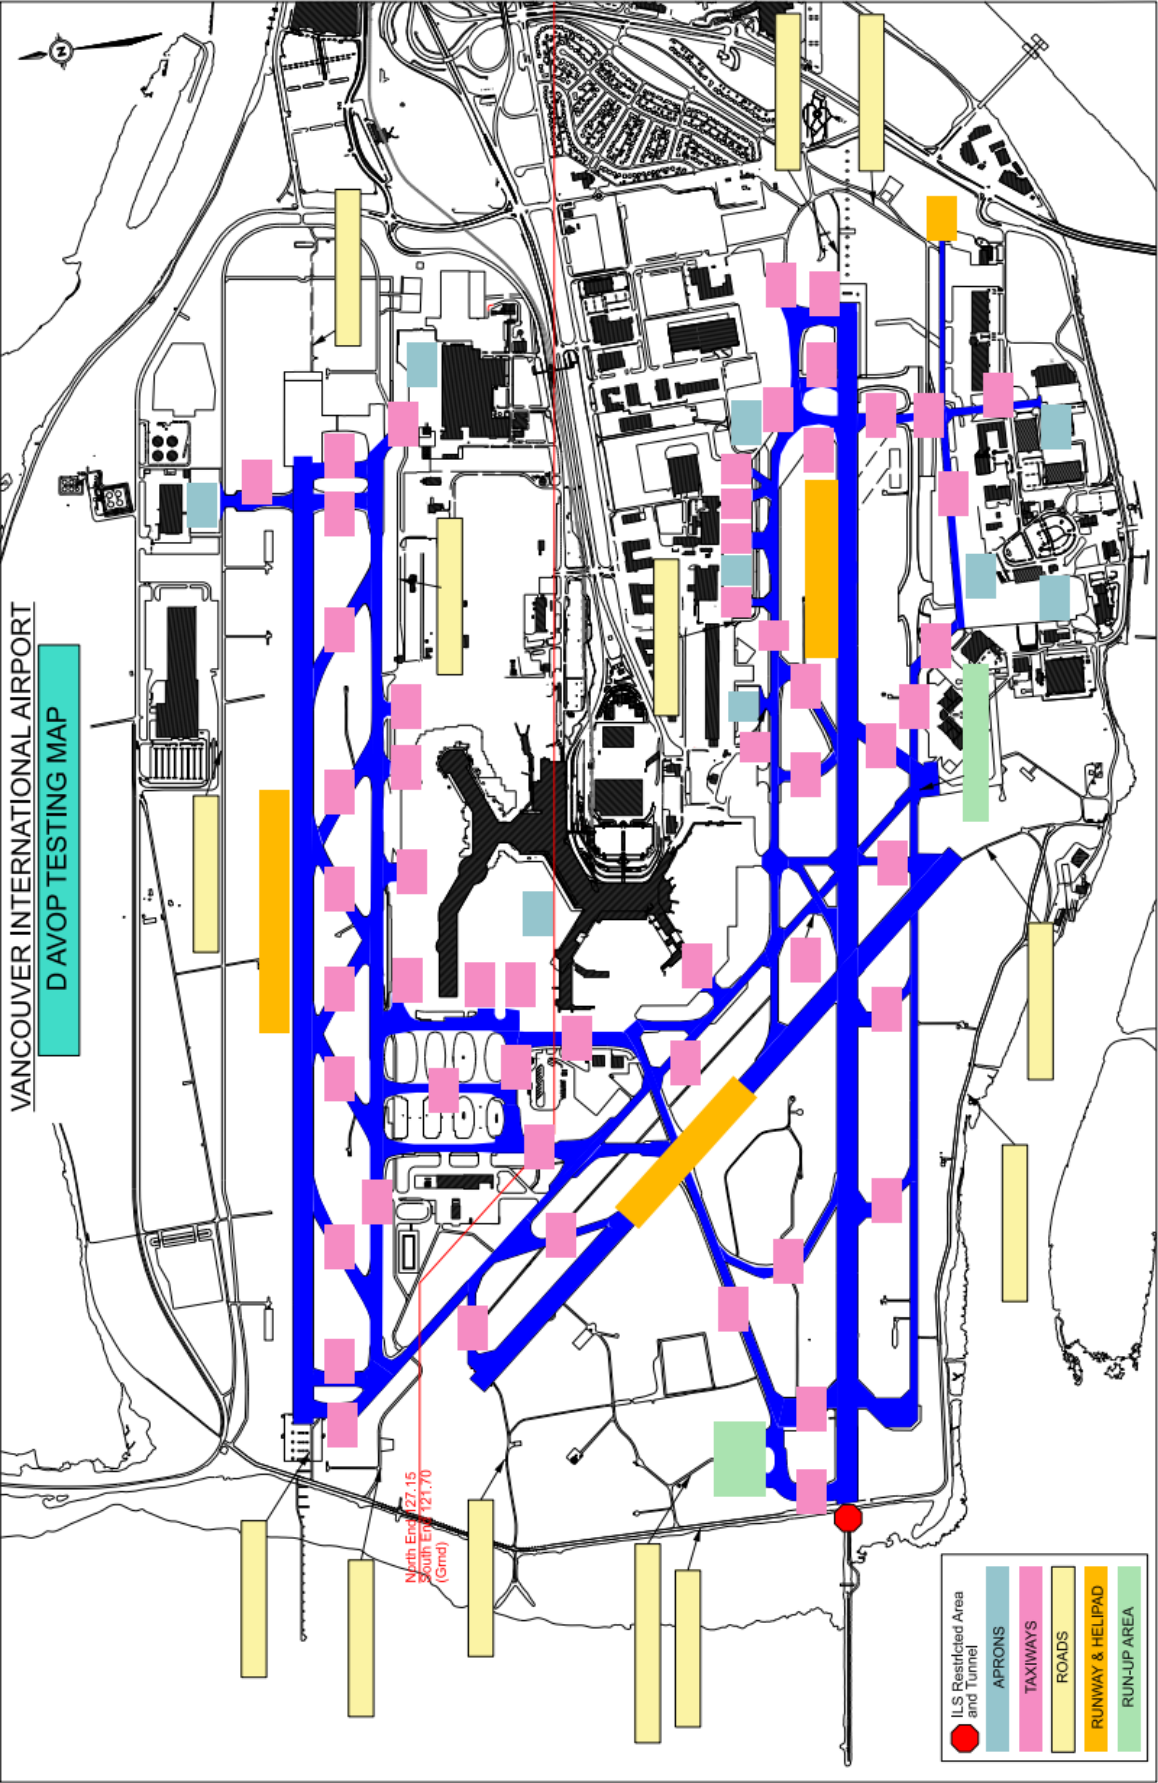 VANCOUVER INTERNATIONAL AIRPORT
D AVOP TESTING MAP
N
North End 127.15
South End 121.70
(Grnd)
ILS Restricted Area
and Tunnel
APRONS
TAXIWAYS
ROADS
RUNWAY & HELIPAD
RUN-UP AREA